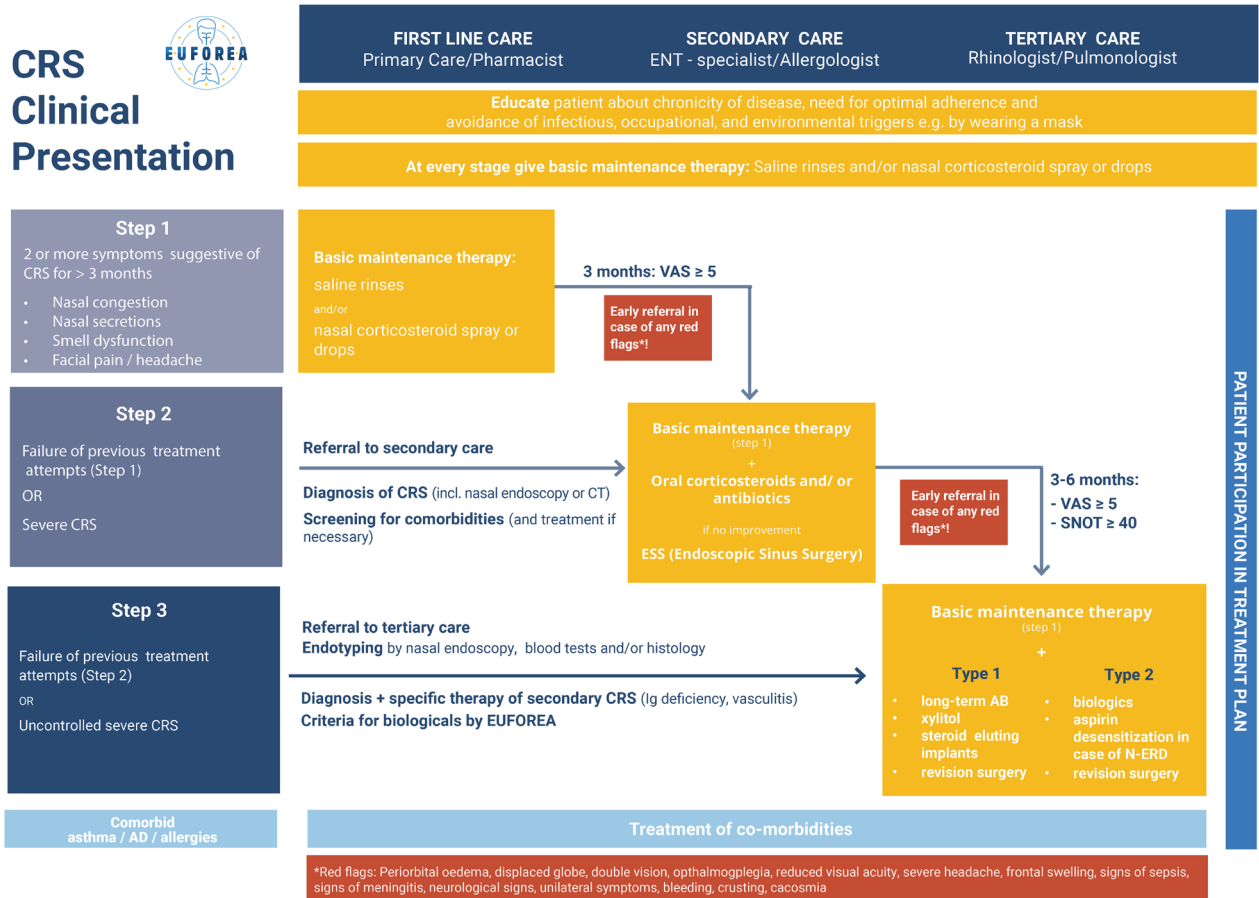 CRS
Clinical
Presentation
EUFOREA
FIRST LINE CARE
Primary Care/Pharmacist
SECONDARY CARE
ENT - specialist/Allergologist
TERTIARY CARE
Rhinologist/Pulmonologist
Educate patient about chronicity of disease, need for optimal adherence and
avoidance of infectious, occupational, and environmental triggers e.g. by wearing a mask
At every stage give basic maintenance therapy: Saline rinses and/or nasal corticosteroid spray or drops
Step 1
2 or more symptoms suggestive of
CRS for > 3 months
• Nasal congestion
• Nasal secretions
• Smell dysfunction
• Facial pain / headache
Basic maintenance therapy:
saline rinses
and/or
nasal corticosteroid spray or
drops
3 months: VAS ≥ 5
Early referral in
case of any red
flags*!
Step 2
Failure of previous treatment
attempts (Step 1)
OR
Severe CRS
Referral to secondary care
Diagnosis of CRS (incl. nasal endoscopy or CT)
Screening for comorbidities (and treatment if
necessary)
Basic maintenance therapy
(step 1)
+
Oral corticosteroids and/ or
antibiotics
if no improvement
ESS (Endoscopic Sinus Surgery)
Early referral in
case of any red
flags*!
3-6 months:
- VAS ≥ 5
- SNOT ≥ 40
Step 3
Failure of previous treatment
attempts (Step 2)
OR
Uncontrolled severe CRS
Referral to tertiary care
Endotyping by nasal endoscopy, blood tests and/or histology
Diagnosis + specific therapy of secondary CRS (Ig deficiency, vasculitis)
Criteria for biologicals by EUFOREA
Basic maintenance therapy
(step 1)
+
Type 1
• long-term AB
• xylitol
• steroid eluting
implants
• revision surgery
Type 2
• biologics
• aspirin
desensitization in
case of N-ERD
• revision surgery
PATIENT PARTICIPATION IN TREATMENT PLAN
Comorbid
asthma / AD / allergies
Treatment of co-morbidities
*Red flags: Periorbital oedema, displaced globe, double vision, opthalmogplegia, reduced visual acuity, severe headache, frontal swelling, signs of sepsis,
signs of meningitis, neurological signs, unilateral symptoms, bleeding, crusting, cacosmia